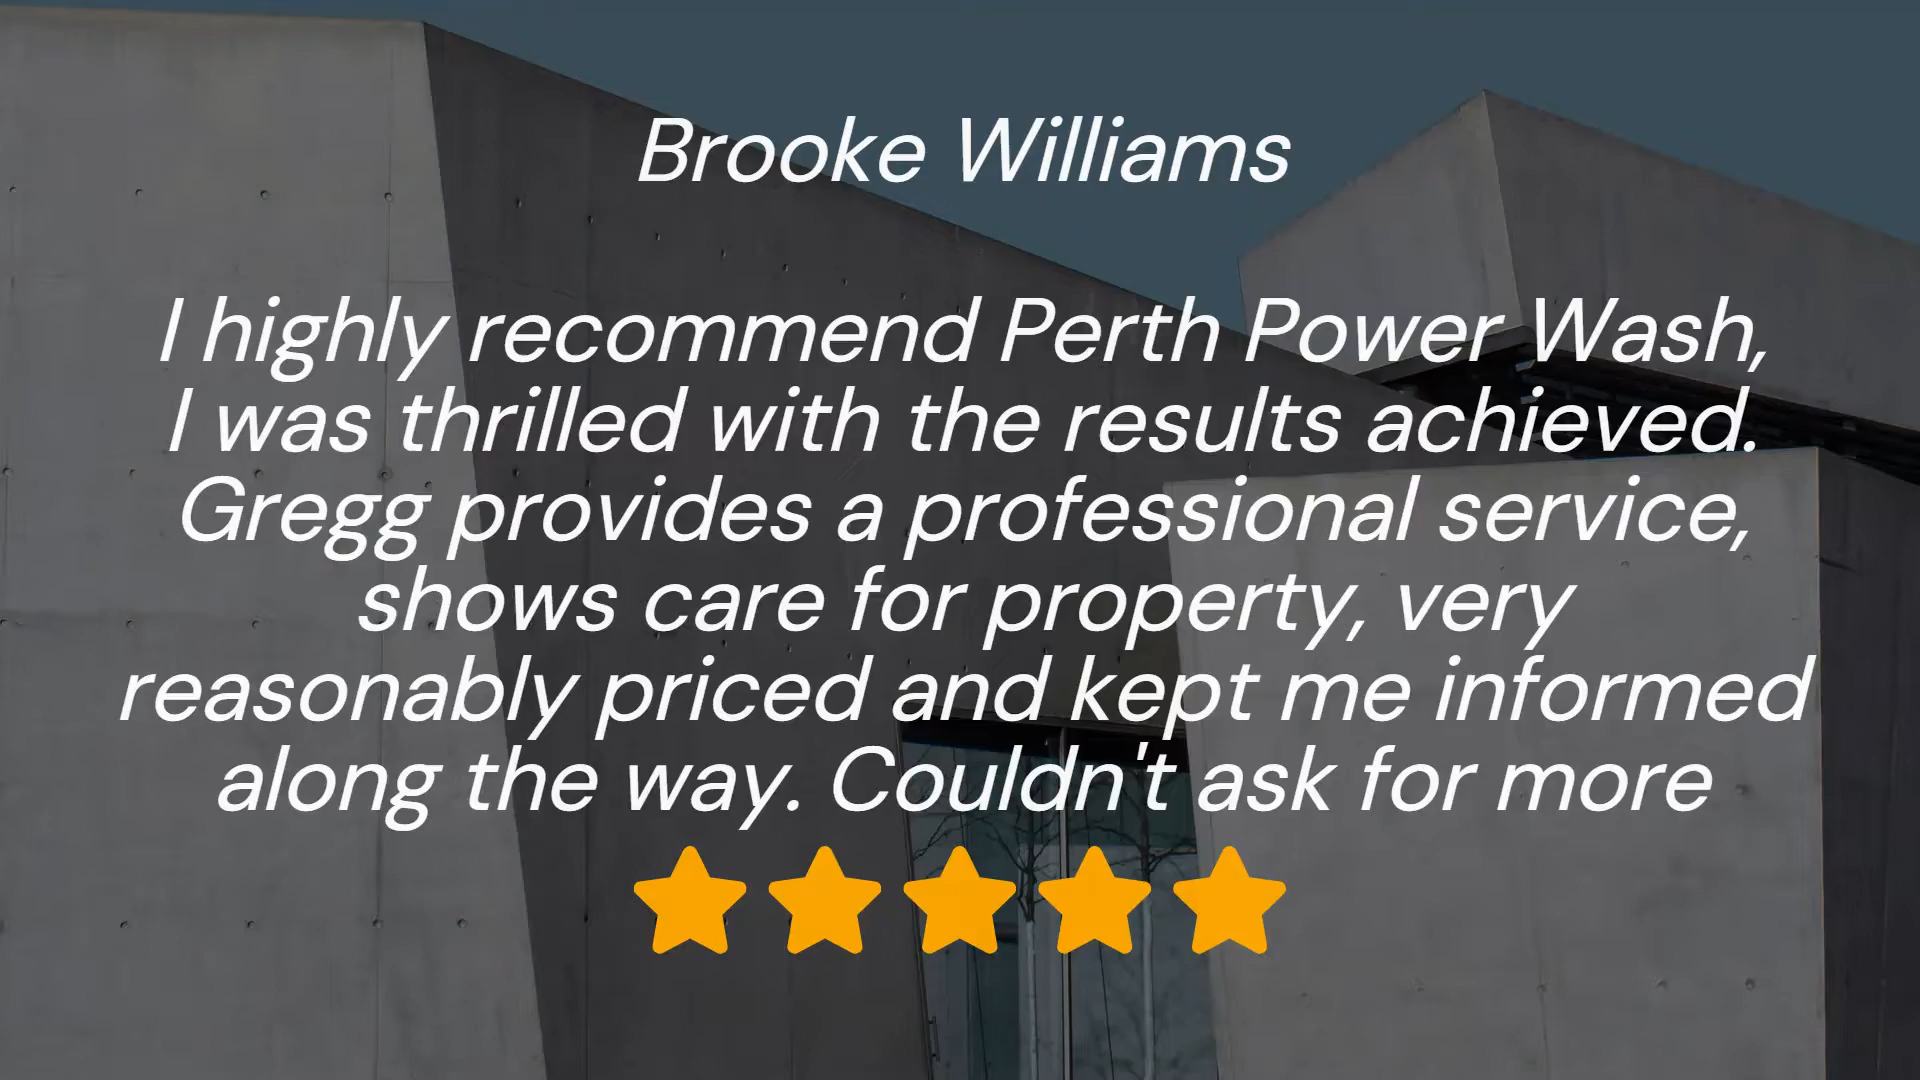 Brooke Williams
I highly recommend Perth Power Wash,
I was thrilled with the results achieved.
Gregg provides a professional service,
shows care for property, very
reasonably priced and kept me informed
along the way. Couldn't ask for more